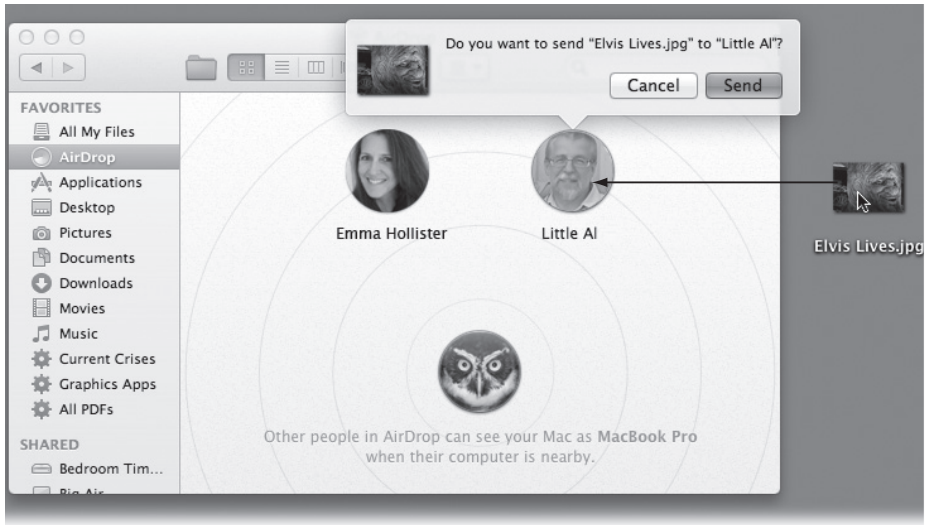 Do you want to send “Elvis Lives.jpg” to “Little Al”?
Cancel Send
FAVORITES
All My Files
AirDrop
Applications
Desktop
Pictures
Documents
Downloads
Movies
Music
Current Crises
Graphics Apps
All PDFs
SHARED
Bedroom Tim...
Big Air
Emma Hollister
Little Al
Elvis Lives.jpg
Other people in AirDrop can see your Mac as MacBook Pro
when their computer is nearby.